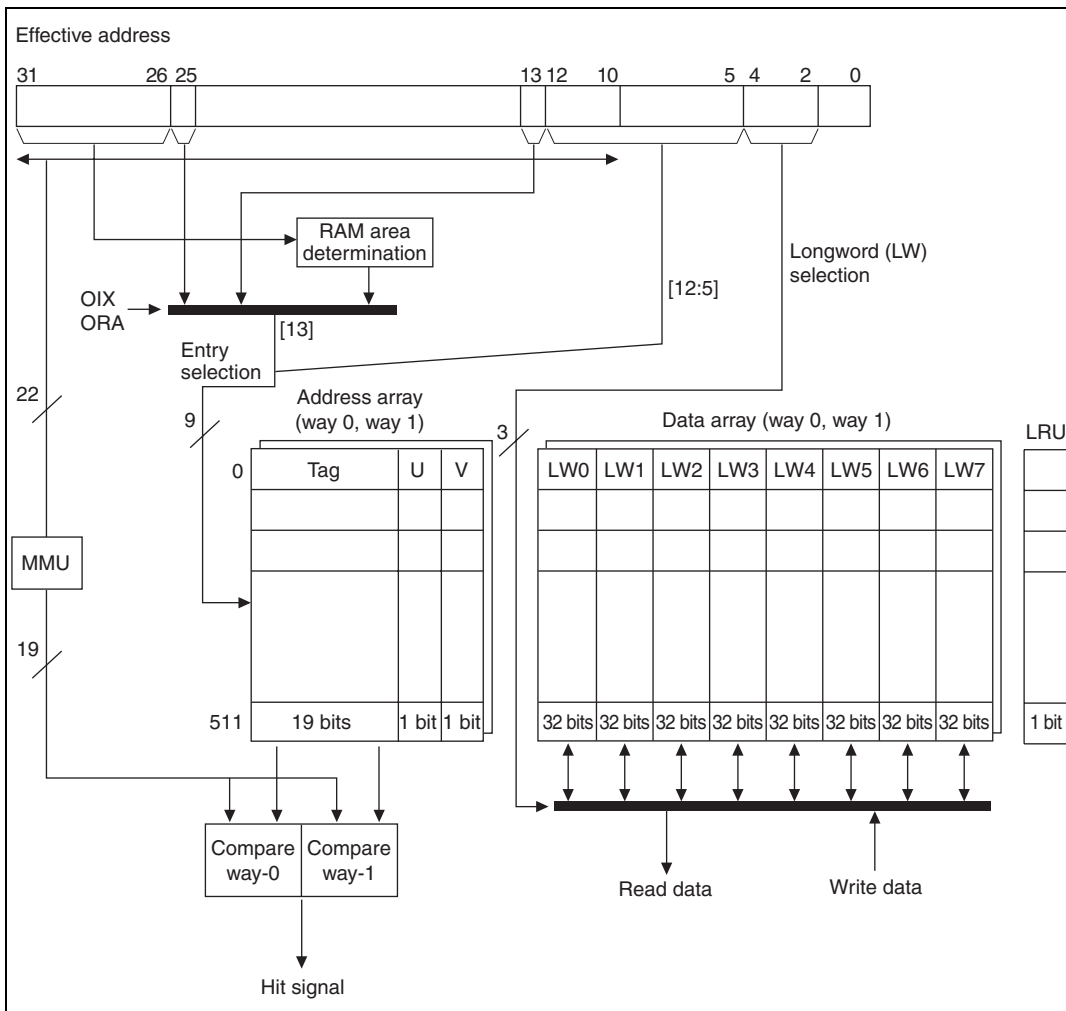 Effective address
31 26 25 13 12 10 5 4 2 0
RAM area
determination
Longword (LW)
selection
OIX
ORA
[12:5]
[13]
Entry
selection
22
9
Address array
(way 0, way 1)
3
Data array (way 0, way 1)
LRU
0 Tag U V
LW0 LW1 LW2 LW3 LW4 LW5 LW6 LW7
MMU
19
511 19 bits 1 bit 1 bit
32 bits 32 bits 32 bits 32 bits 32 bits 32 bits 32 bits 32 bits
1 bit
Compare
way-0
Compare
way-1
Read data
Write data
Hit signal